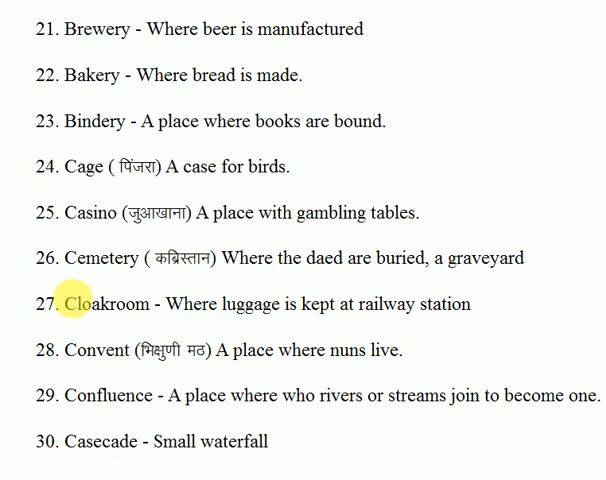 21. Brewery - Where beer is manufactured
22. Bakery - Where bread is made.
23. Bindery - A place where books are bound.
24. Cage ( पिंजरा) A case for birds.
25. Casino (जुआखाना) A place with gambling tables.
26. Cemetery ( कब्रिस्तान) Where the daed are buried, a graveyard
27. Cloakroom - Where luggage is kept at railway station
28. Convent (भिक्षुणी मठ) A place where nuns live.
29. Confluence - A place where who rivers or streams join to become one.
30. Casecade - Small waterfall